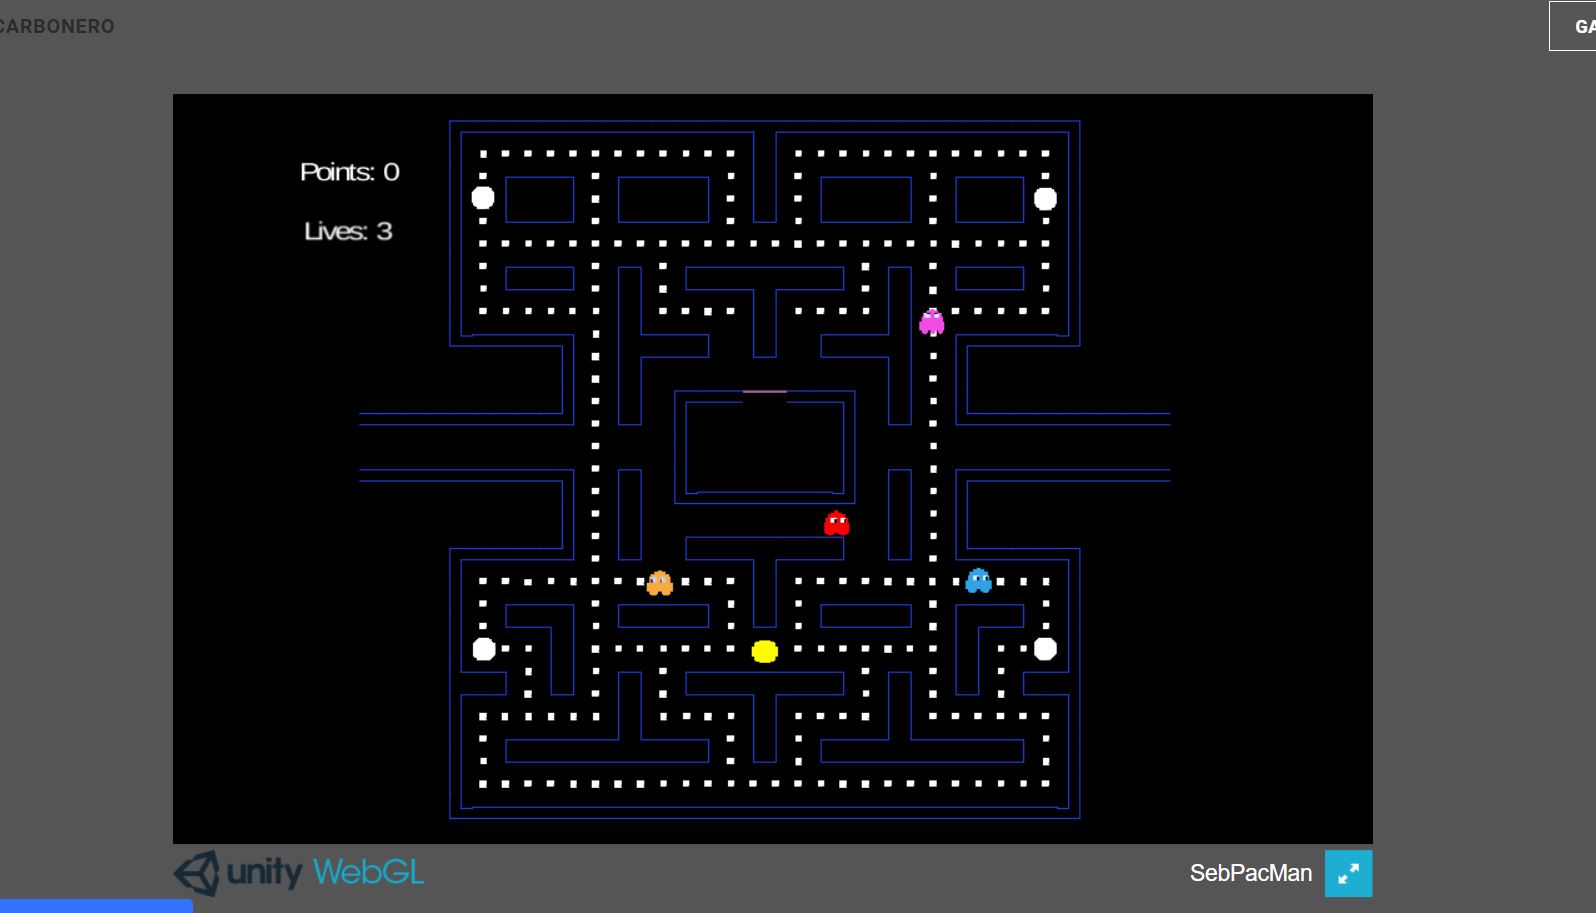 CARBONERO
GA
Points: 0
Lives: 3
unity WebGL
SebPacMan